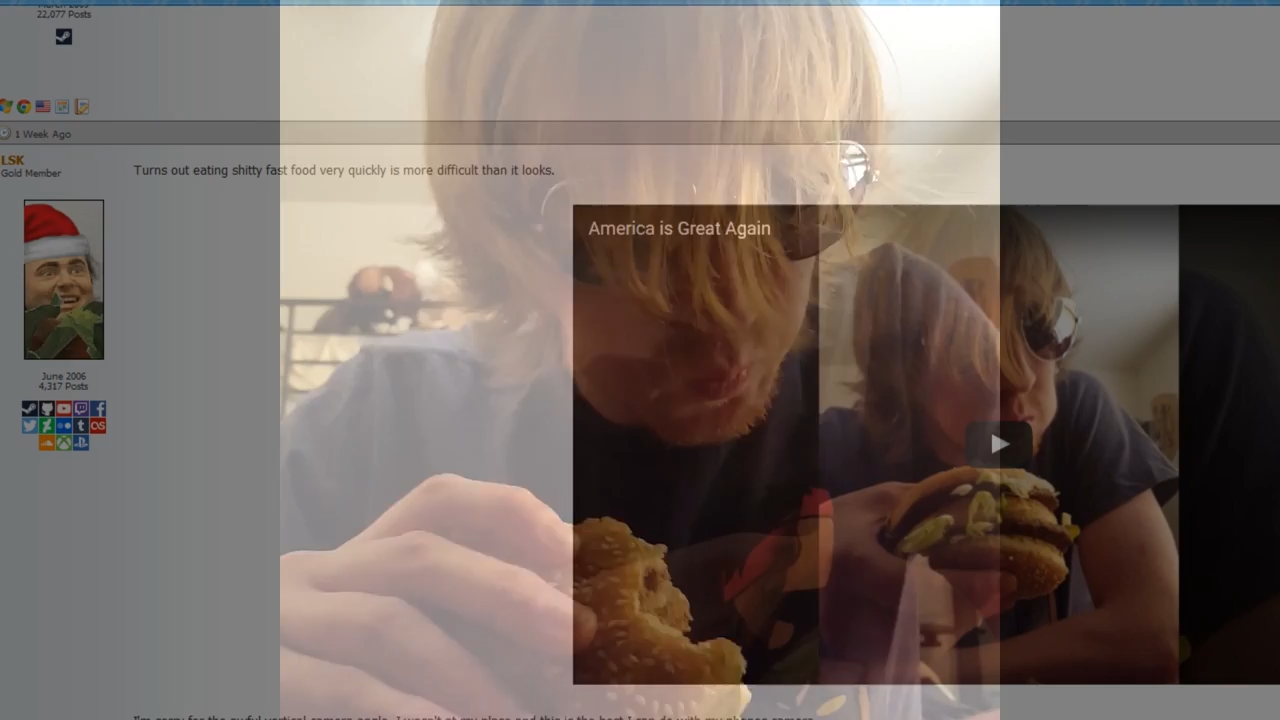 22,077 Posts
1 Week Ago
LSK
Gold Member
Turns out eating shitty fast food very quickly is more difficult than it looks.
America is Great Again
June 2006
4,317 Posts